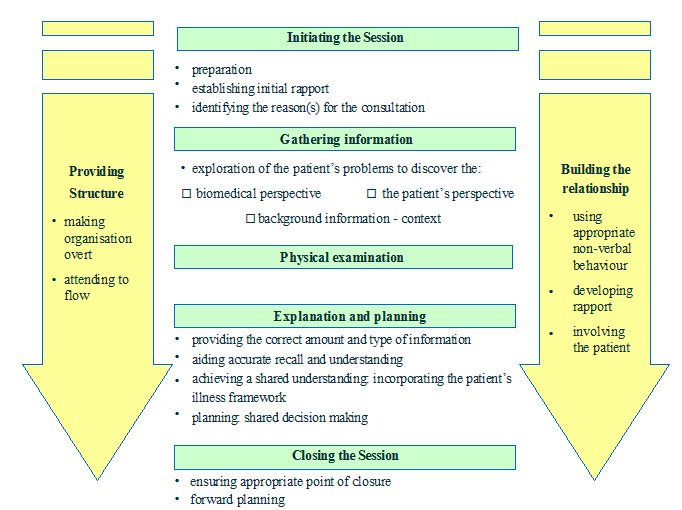 Initiating the Session
• preparation
• establishing initial rapport
• identifying the reason(s) for the consultation
Gathering information
• exploration of the patient's problems to discover the:
☐ biomedical perspective ☐ the patient's perspective
☐ background information - context
Physical examination
Explanation and planning
• providing the correct amount and type of information
• aiding accurate recall and understanding
• achieving a shared understanding: incorporating the patient's
illness framework
• planning: shared decision making
Closing the Session
• ensuring appropriate point of closure
• forward planning
Providing
Structure
• making
organisation
overt
• attending to
flow
Building the
relationship
• using
appropriate
non-verbal
behaviour
• developing
rapport
• involving
the patient